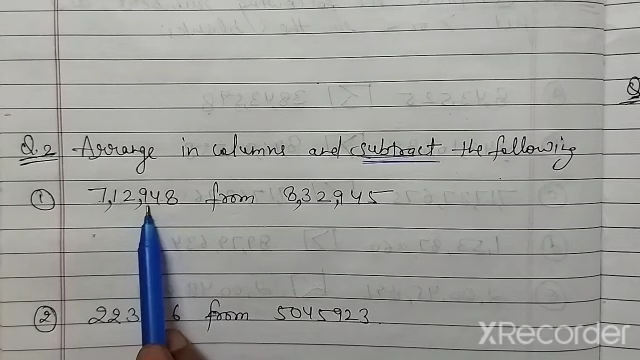 Q.2 Arrange in columns and subtract the following
① 7,12,948 from 8,32,945
② 223 6 from 5045923
XRecorder